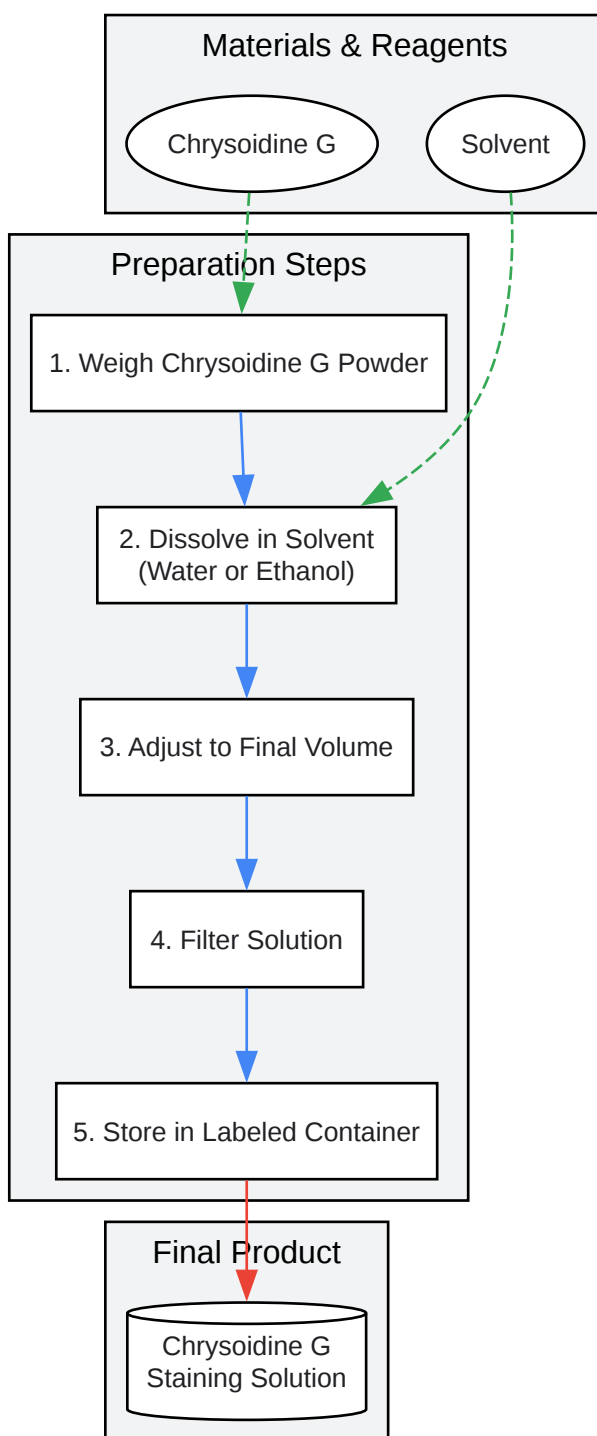 Materials & Reagents
Chrysoidine G
Solvent
Preparation Steps
1. Weigh Chrysoidine G Powder
2. Dissolve in Solvent
(Water or Ethanol)
3. Adjust to Final Volume
4. Filter Solution
5. Store in Labeled Container
Final Product
Chrysoidine G
Staining Solution